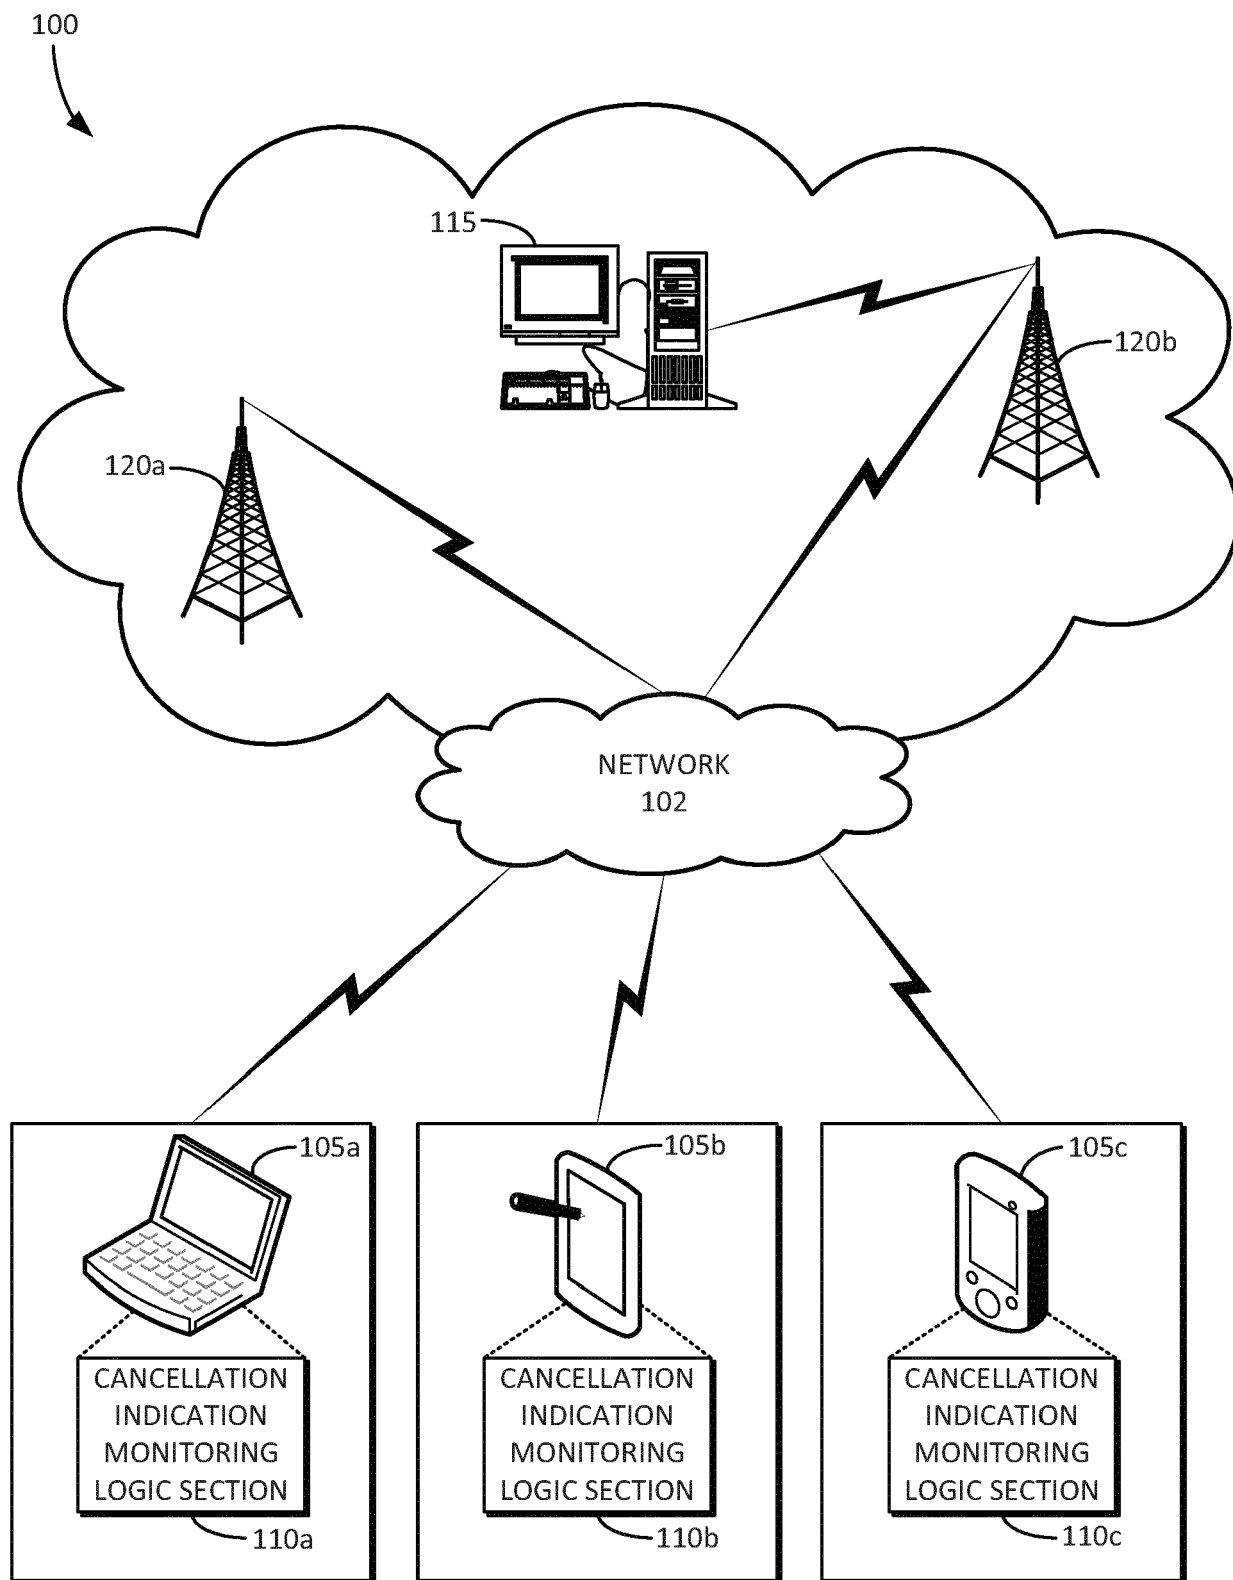 100
115
120b
120a
NETWORK
102
105a
105b
105c
CANCELLATION
INDICATION
MONITORING
LOGIC SECTION
CANCELLATION
INDICATION
MONITORING
LOGIC SECTION
CANCELLATION
INDICATION
MONITORING
LOGIC SECTION
110a
110b
110c